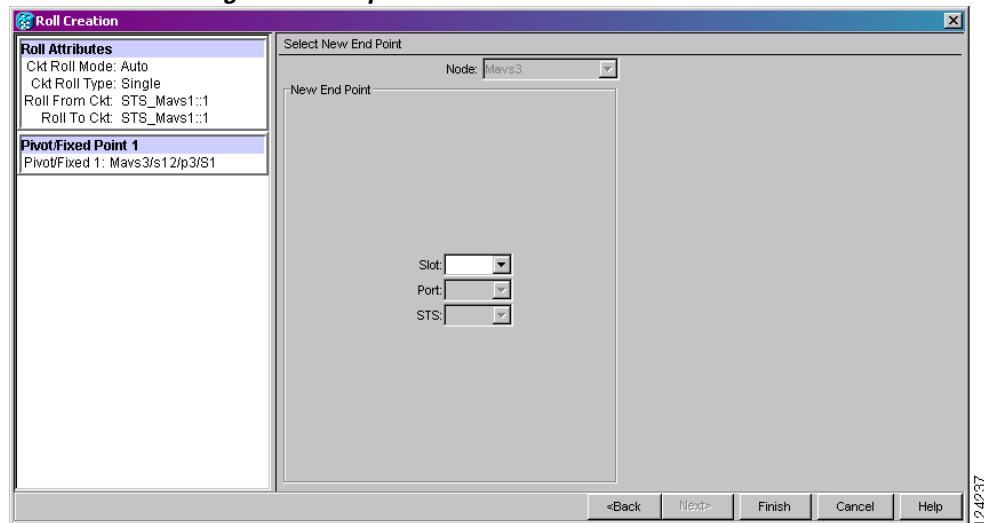 Roll Creation
Roll Attributes
Ckt Roll Mode: Auto
Ckt Roll Type: Single
Roll From Ckt: STS_Mavs1::1
Roll To Ckt: STS_Mavs1::1
Pivot/Fixed Point 1
Pivot/Fixed 1: Mavs3/s12/p3/S1
Select New End Point
Node: Mavs3
New End Point
Slot:
Port:
STS:
<Back Next> Finish Cancel Help
124237